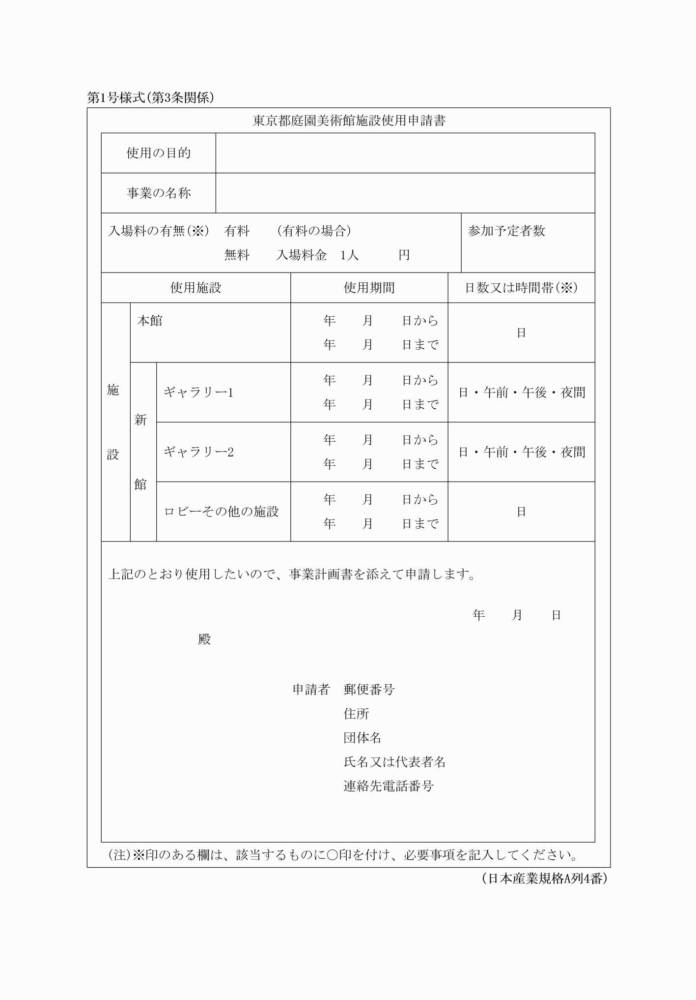 第1号様式(第3条関係)
東京都庭園美術館施設使用申請書
使用の目的
事業の名称
入場料の有無(※)　有料　　(有料の場合)
無料　　入場料金　1人　　　円
参加予定者数
使用施設
使用期間
日数又は時間帯(※)
施設
本館
年　　月　　日から
年　　月　　日まで
日
新館
ギャラリー1
年　　月　　日から
年　　月　　日まで
日・午前・午後・夜間
ギャラリー2
年　　月　　日から
年　　月　　日まで
日・午前・午後・夜間
ロビーその他の施設
年　　月　　日から
年　　月　　日まで
日
上記のとおり使用したいので、事業計画書を添えて申請します。
年　　月　　日
殿
申請者　郵便番号
住所
団体名
氏名又は代表者名
連絡先電話番号
(注)※印のある欄は、該当するものに○印を付け、必要事項を記入してください。
(日本産業規格A列4番)